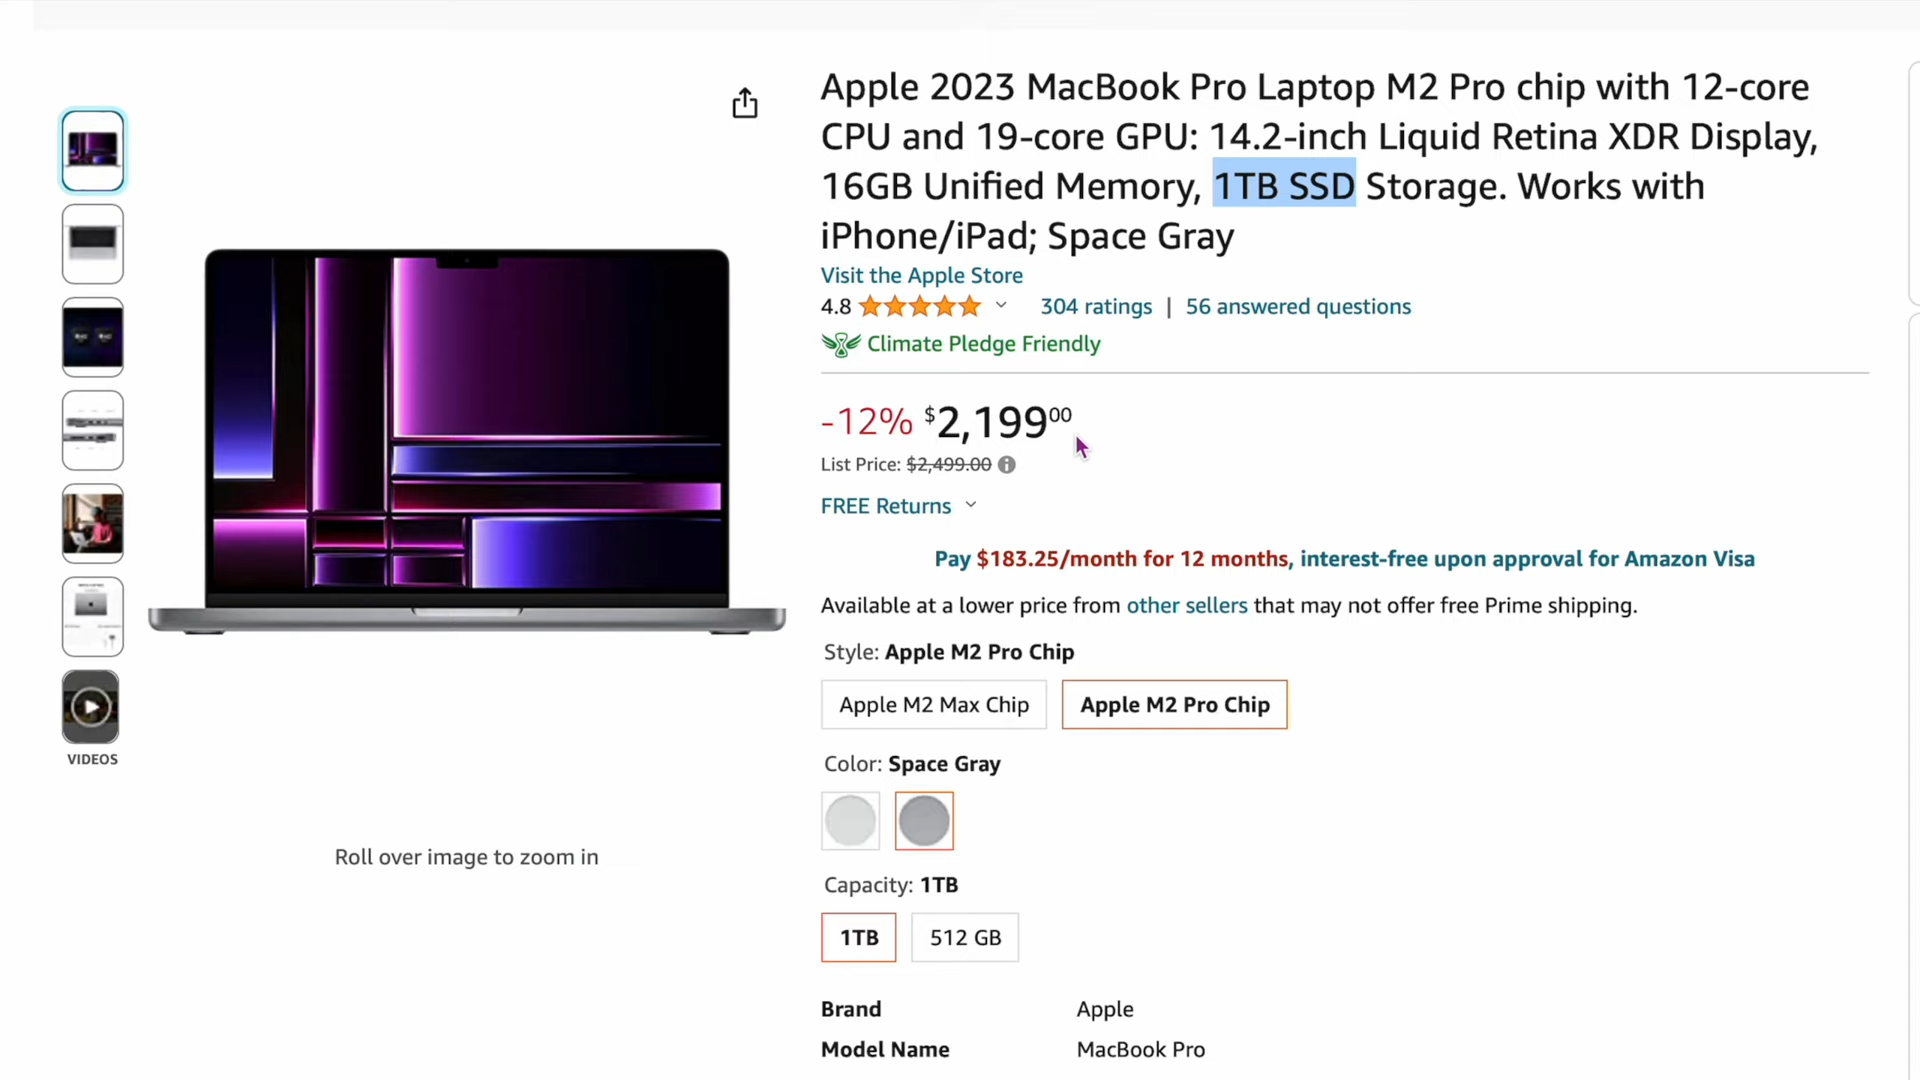 Apple 2023 MacBook Pro Laptop M2 Pro chip with 12-core
CPU and 19-core GPU: 14.2-inch Liquid Retina XDR Display,
16GB Unified Memory, 1TB SSD Storage. Works with
iPhone/iPad; Space Gray
Visit the Apple Store
4.8 304 ratings | 56 answered questions
Climate Pledge Friendly
-12% $2,19900
List Price: $2,499.00
FREE Returns
Pay $183.25/month for 12 months, interest-free upon approval for Amazon Visa
Available at a lower price from other sellers that may not offer free Prime shipping.
Style: Apple M2 Pro Chip
Apple M2 Max Chip Apple M2 Pro Chip
Color: Space Gray
Capacity: 1TB
1TB 512 GB
Brand Apple
Model Name MacBook Pro
VIDEOS
Roll over image to zoom in